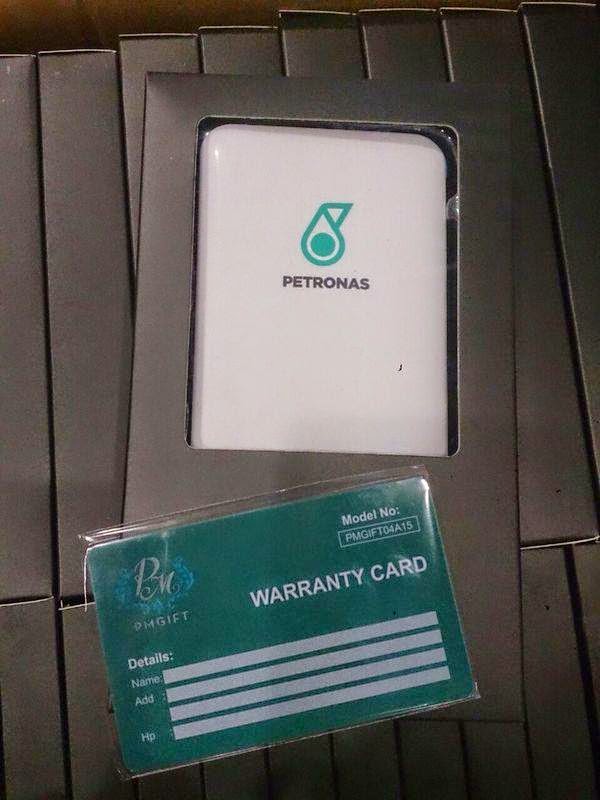 PETRONAS
Model No:
PMGIFT04A15
PM
PMGIFT
WARRANTY CARD
Details:
Name:
Add :
Hp :